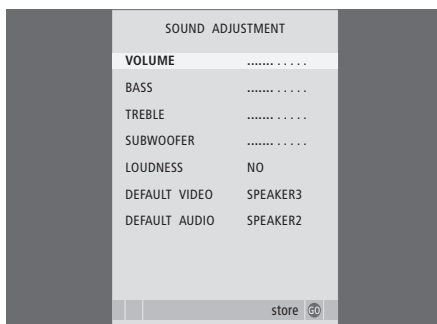 SOUND ADJUSTMENT
VOLUME ............
BASS ............
TREBLE ............
SUBWOOFER ............
LOUDNESS NO
DEFAULT VIDEO SPEAKER3
DEFAULT AUDIO SPEAKER2
store GO